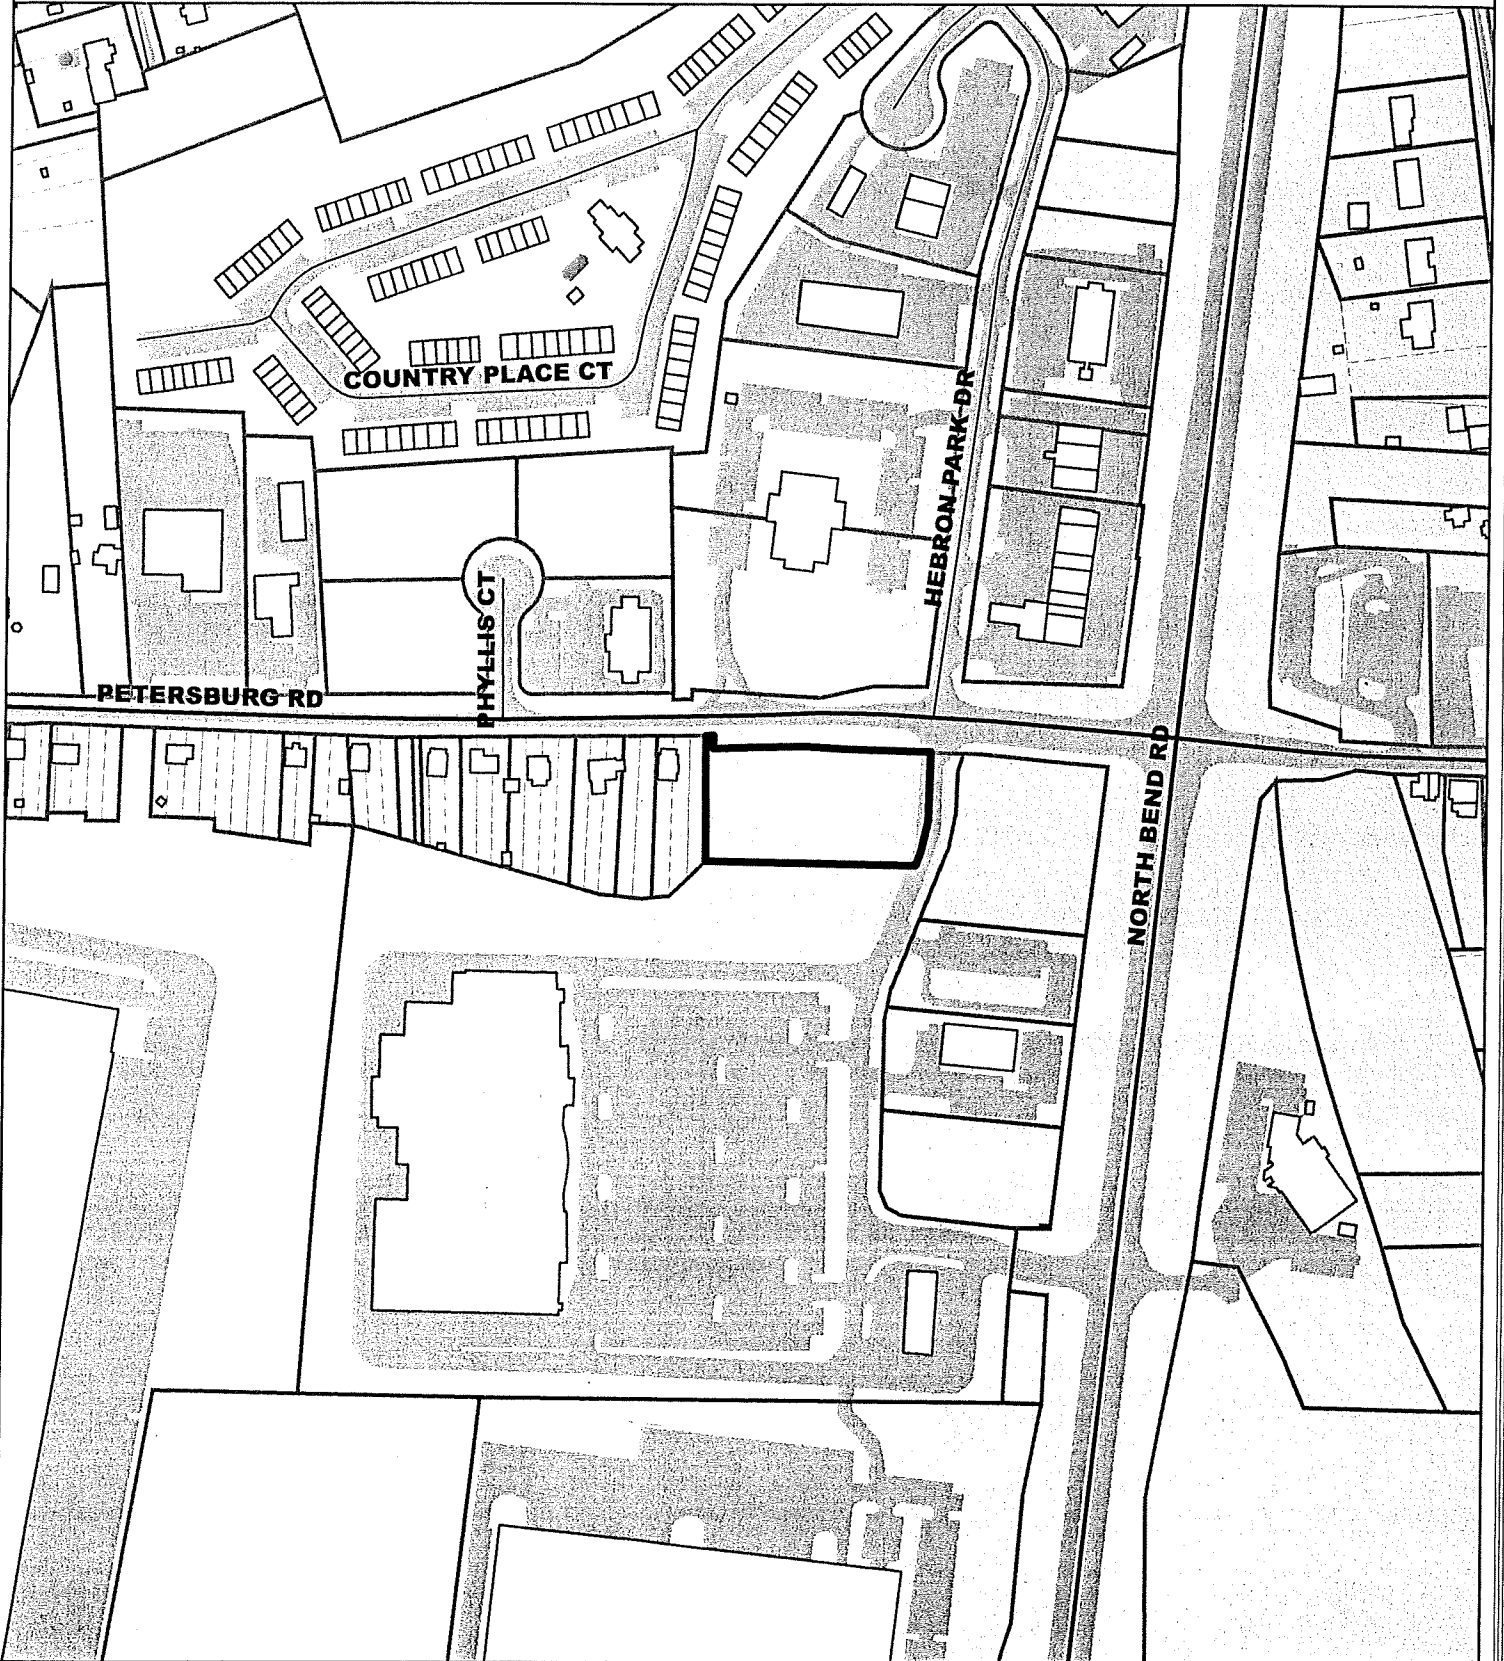 COUNTRY PLACE CT
HEBRON PARK DR
PHYLLIS CT
PETERSBURG RD
NORTH BEND RD